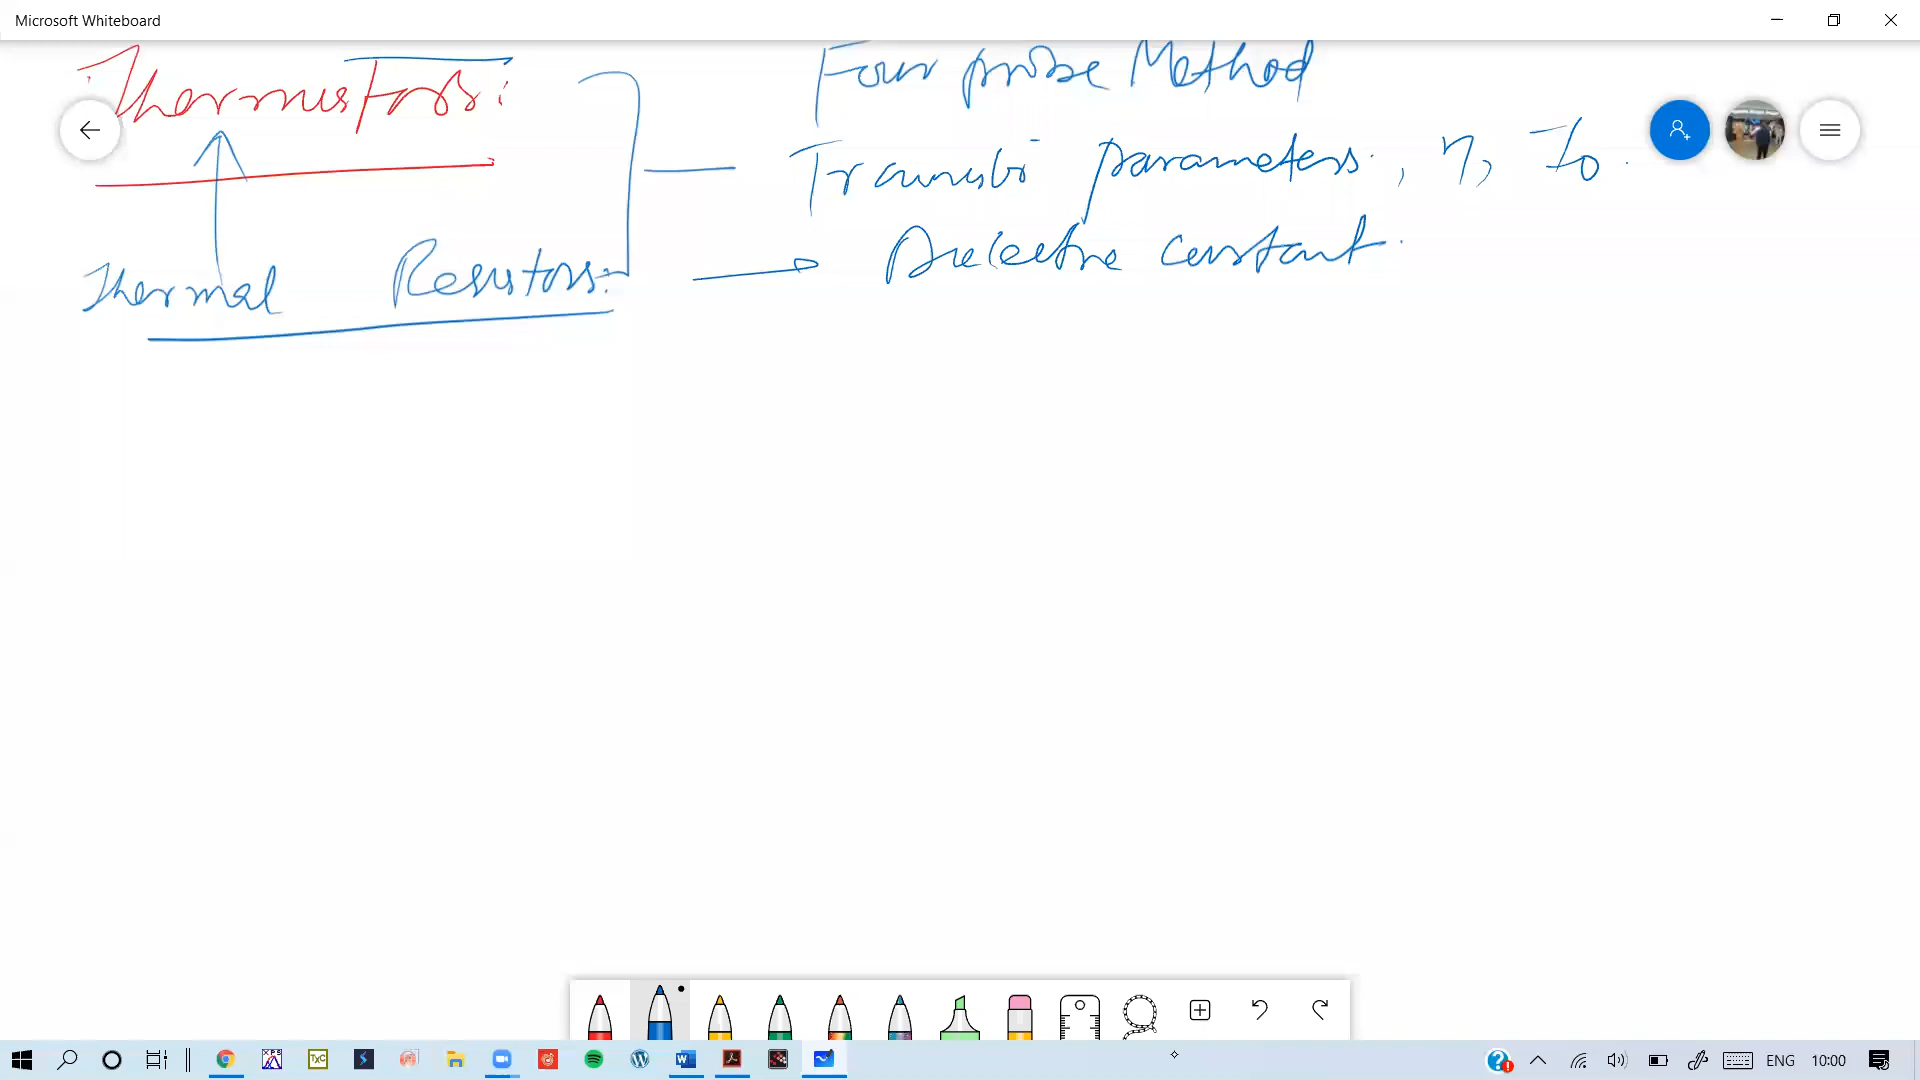 Microsoft Whiteboard
Thermistors:
Thermal Resistors:
Four probe Method
Transistor parameters, η, I0.
Dielectric constant.
ENG 10:00